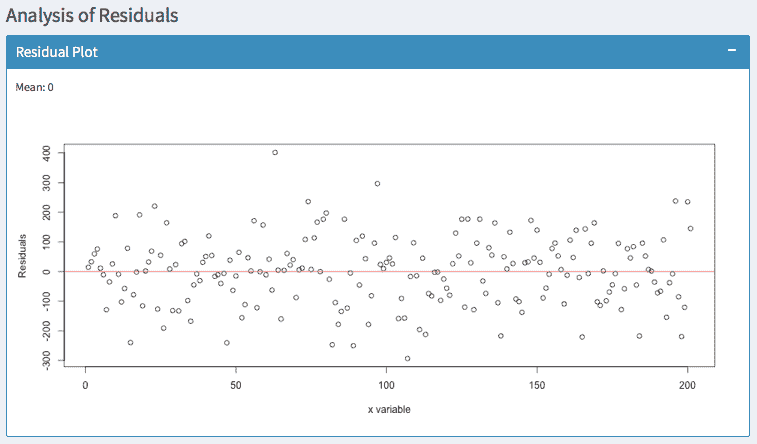 Analysis of Residuals
Residual Plot
−
Mean: 0
400
300
200
100
0
-100
-200
-300
Residuals
0 50 100 150 200
x variable